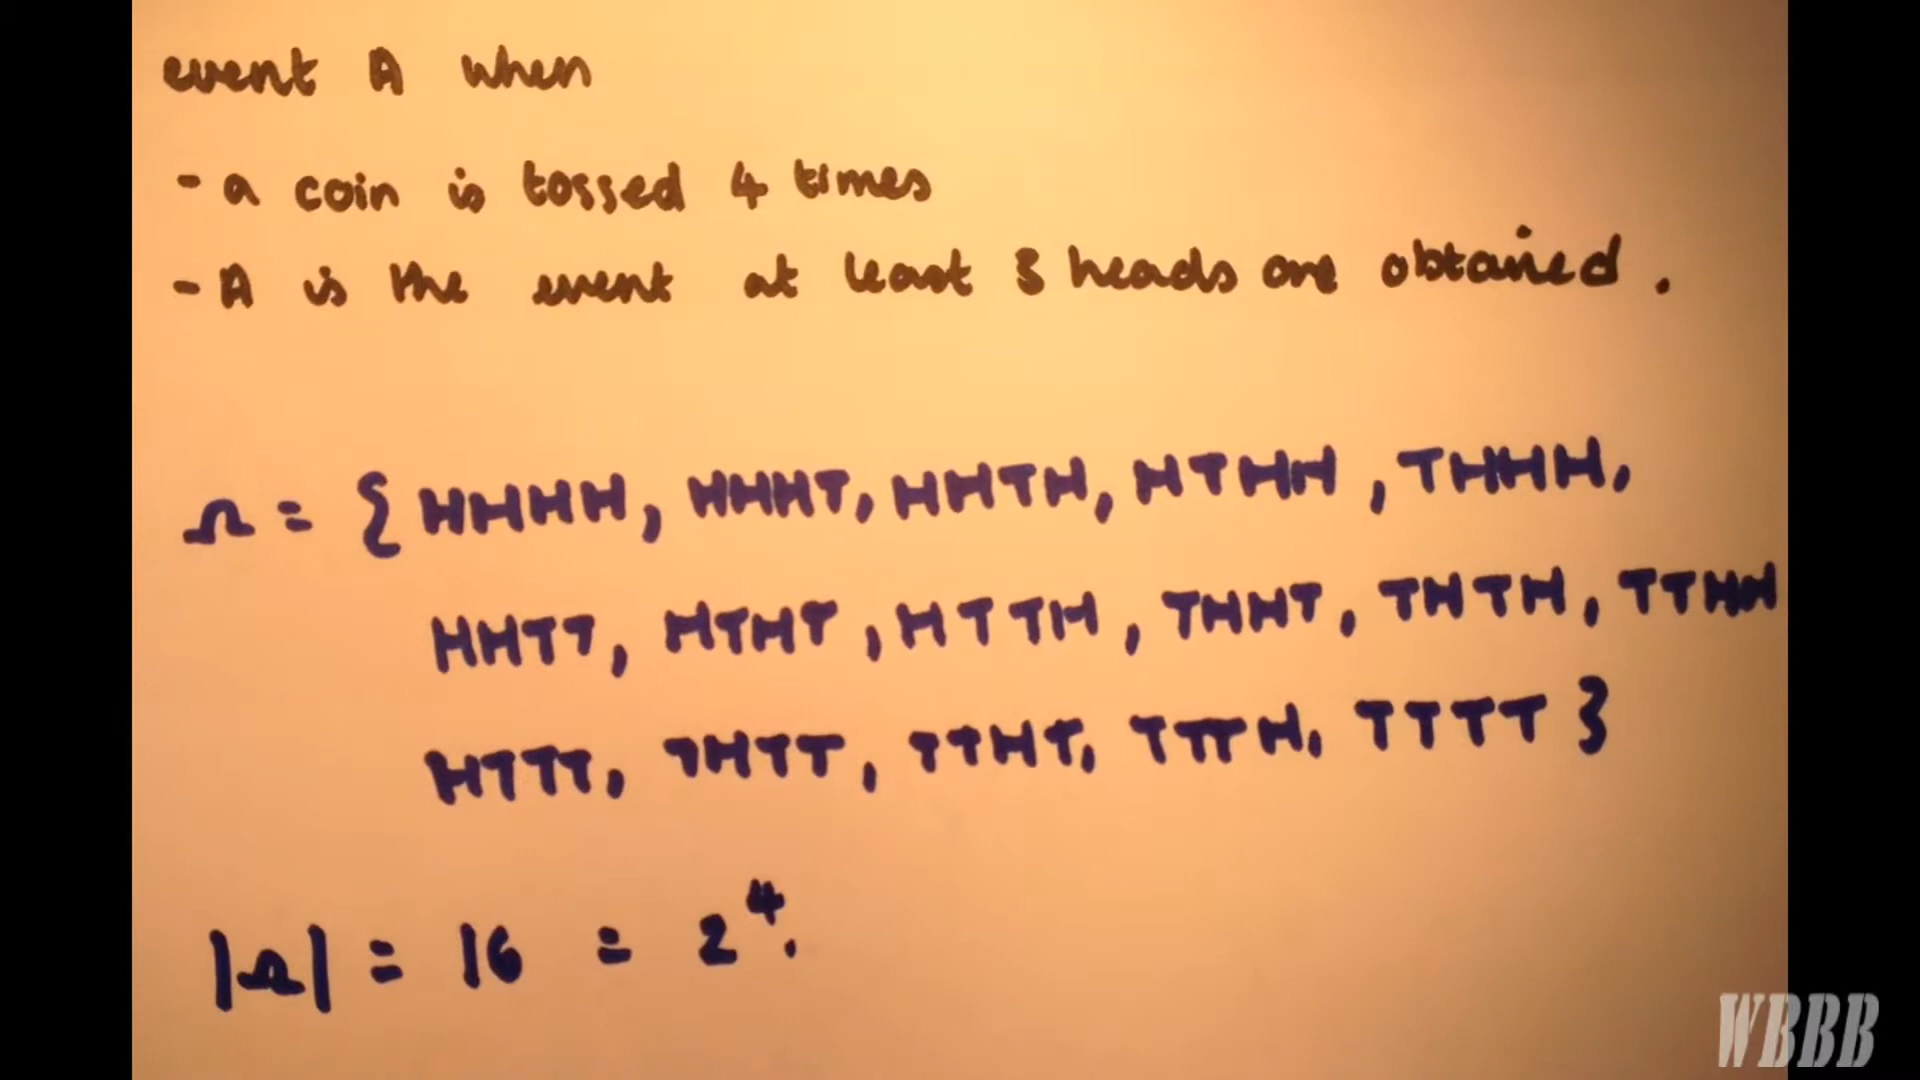 event A when
- a coin is tossed 4 times
- A is the event at least 3 heads are obtained.
Ω = { HHHH, HHHT, HHTH, HTHH, THHH,
HHTT, HTHT, HTTH, THHT, THTH, TTHH
HTTT, THTT, TTHT, TTTH, TTTT }
|Ω| = 16 = 2⁴.
WBBB